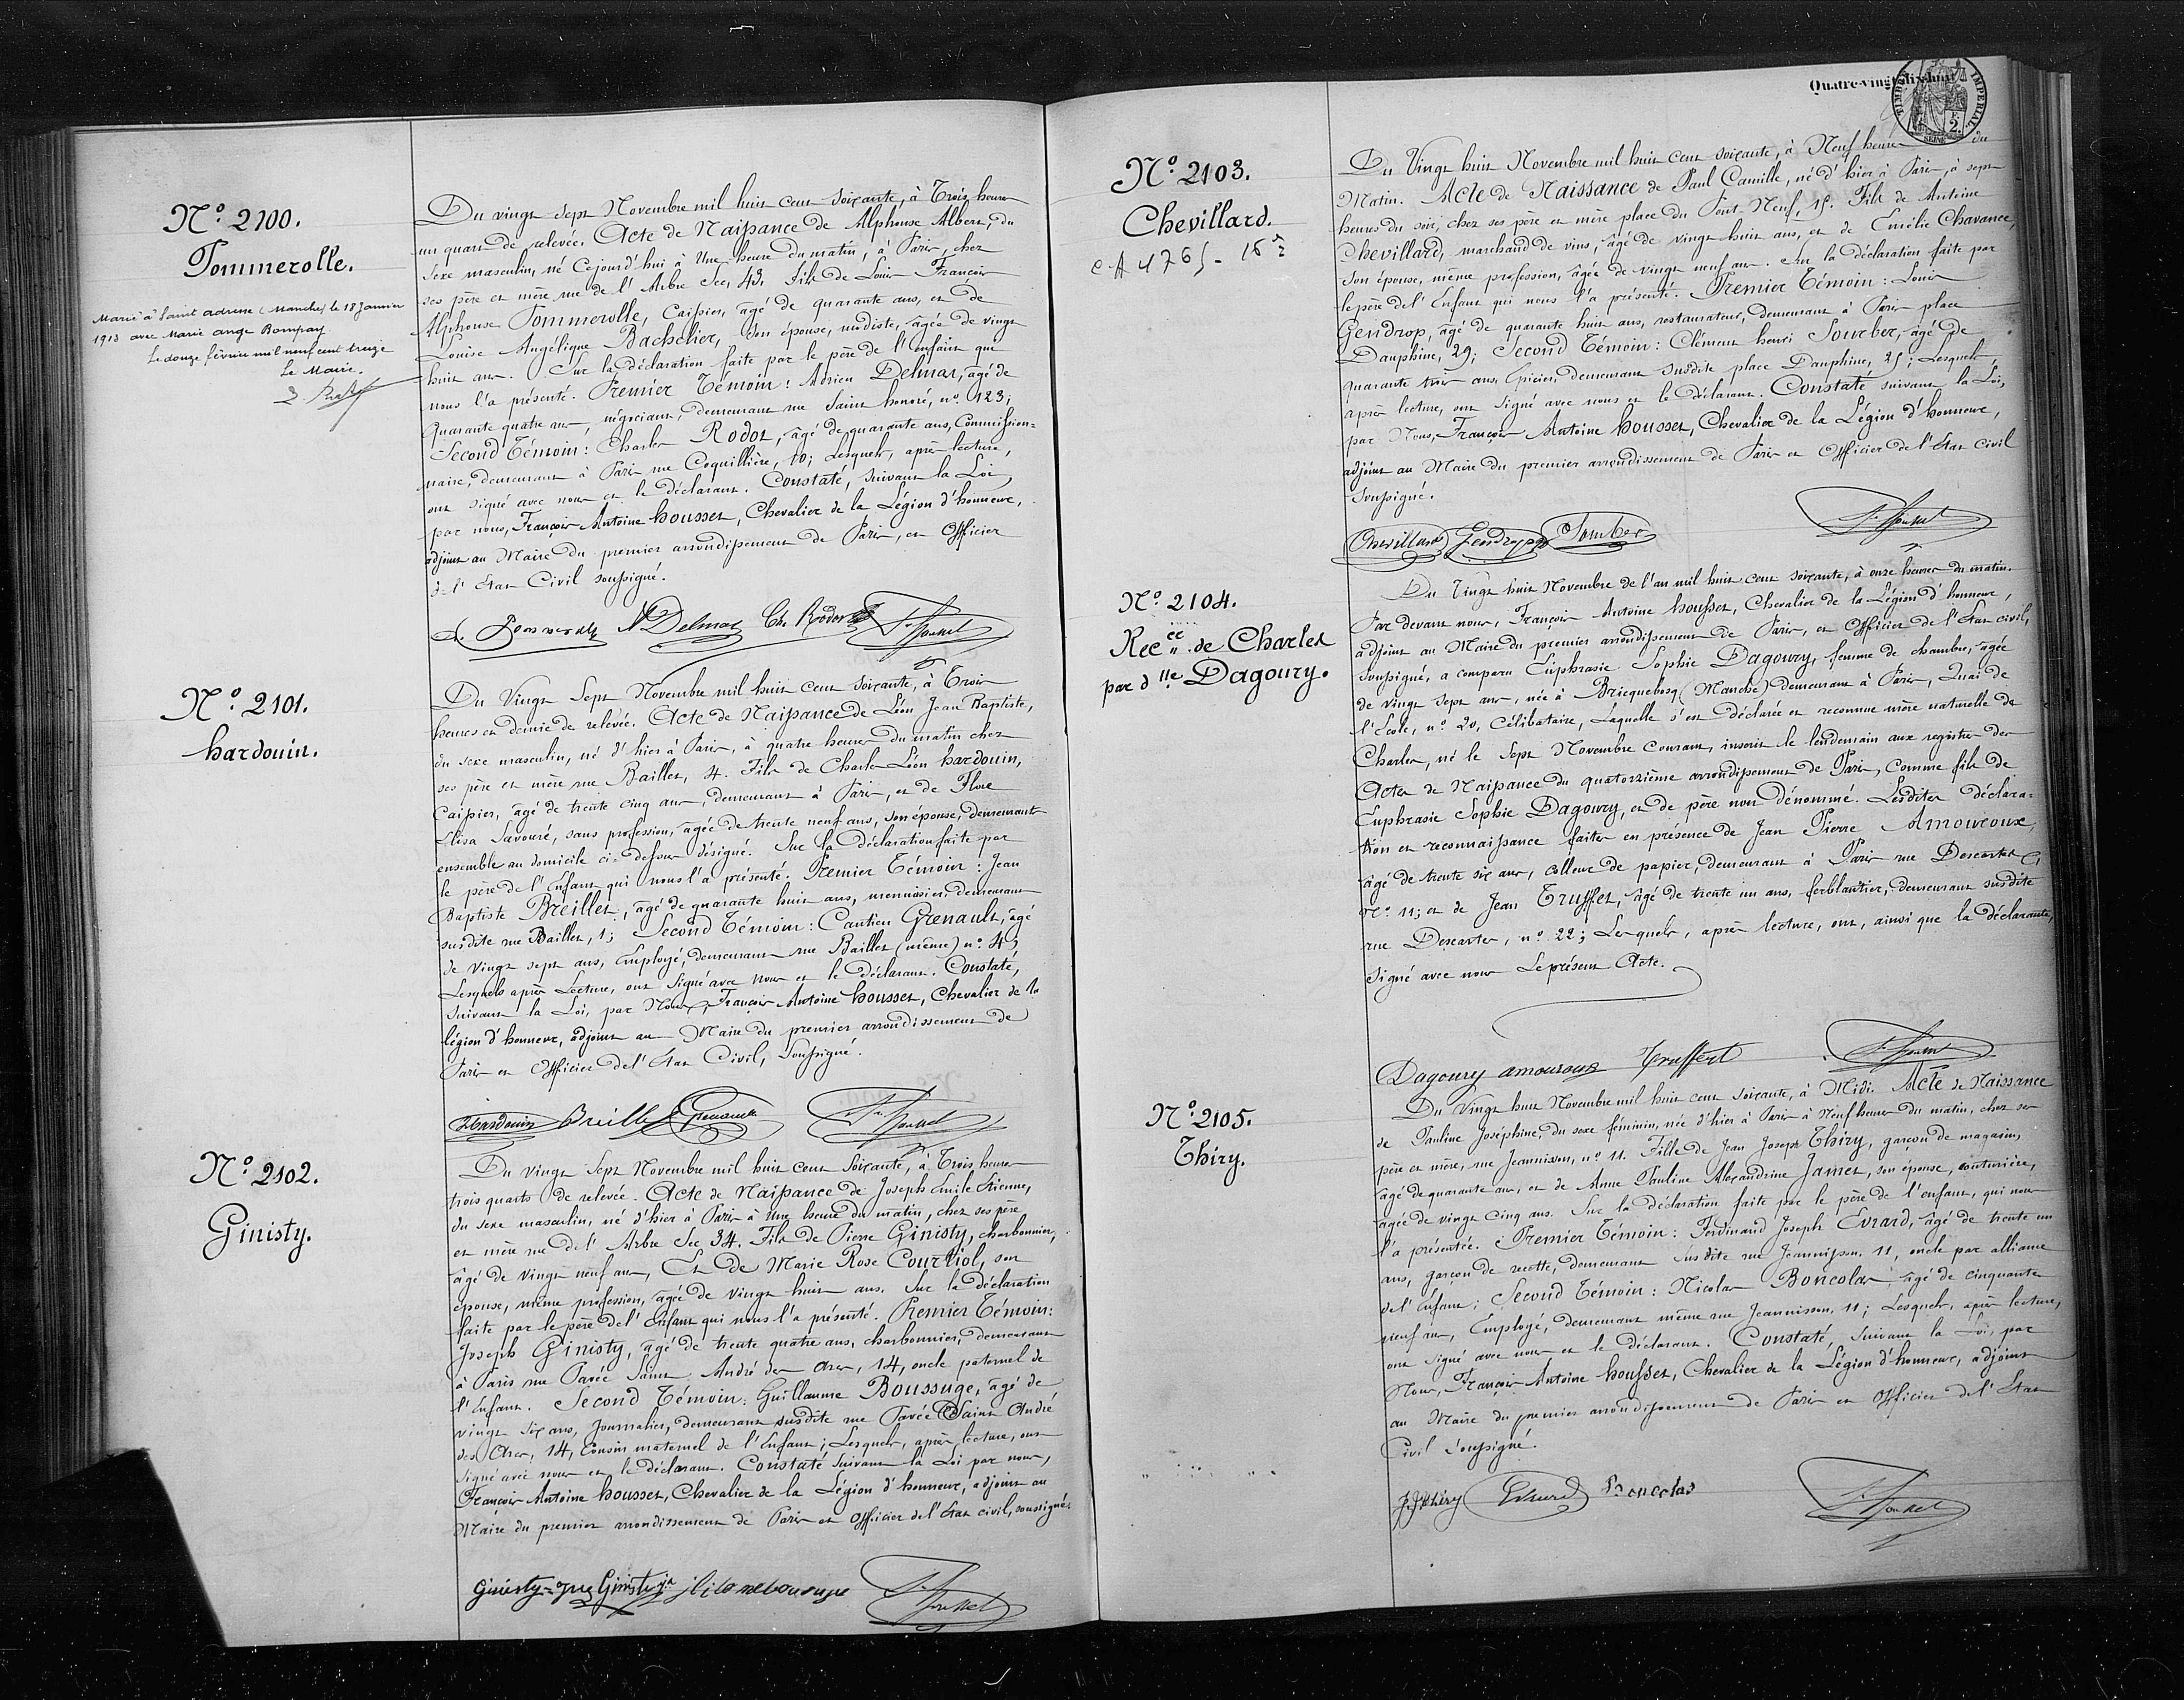 N.º 2100.
Pommerolle.
Marié à Saint adresse (Manche) le 18 Janvier
1913 avec Marie ange Bompay
Le douze février mil neuf cent treize
Le Maire.
Du vingt sept Novembre mil huit cent soixante, à Trois heures
un quart de relevée. Acte de Naissance de Alphonse Albert, du
sexe masculin, né Cejourd'hui à Une heure du matin, à Paris, chez
ses père et mère rue de l'Arbre Sec, 43. Fils de Louis François
Alphonse Pommerolle, Caissier, âgé de quarante ans, et de
Louise Angélique Bachelier, son épouse, modiste, âgée de vingt
huit ans. Sur la déclaration faite par le père de l'enfant qui
nous l'a présenté. Premier Témoin: Adrien Delmas, âgé de
Quarante quatre ans, négociant, demeurant rue Saint honoré, nº 123;
Second Témoin: Charles Rodot, âgé de quarante ans, Commission=
naire, demeurant à Paris rue Coquillière, 10; Lesquels, après lecture,
ont signé avec nous et le déclarant. Constaté, suivant la Loi
par nous, François Antoine housset, Chevalier de la Légion d'honneur,
adjoint au Maire du premier arrondissement de Paris, et Officier
de l'Etat Civil soussigné.
A. Pommerolle A Delmas Ch. Rodot
N.º 2101.
hardouin.
Du Vingt Sept Novembre mil huit cent soixante, à Trois
heures et demie de relevée. Acte de Naissance de Léon Jean Baptiste,
du sexe masculin, né d'hier à Paris, à quatre heures du matin chez
ses père et mère rue Baillet, 4. Fils de Charles Léon hardouin,
Caissier, âgé de trente cinq ans, demeurant à Paris, et de Flore
Elisa Savouré, sans profession, âgée de trente neuf ans, son épouse, demeurant
ensemble au domicile ci-dessus désigné. Sur la déclaration faite par
le père de l'Enfant qui nous l'a présenté. Premier Témoin: Jean
Baptiste Breillet, âgé de quarante huit ans, menuisier, demeurant
susdite rue Baillet, 1; Second Témoin: Cantien Grenault, âgé
de vingt sept ans, Employé, demeurant rue Baillet (même) nº 4;
Lesquels après Lecture, ont signé avec Nous et le déclarant. Constaté,
suivant la Loi, par Nous, François Antoine housset, Chevalier de la
légion d'honneur, adjoint au Maire du premier arrondissement de
Paris et Officier de l'Etat Civil, Soussigné.
Hardouin Breillet Grenault
N.º 2102.
Ginisty.
Du vingt Sept Novembre mil huit cent Soixante, à Trois heures
trois quarts de relevée. Acte de Naissance de Joseph Emile Etienne,
du sexe masculin, né d'hier à Paris à Une heure du matin, chez ses père
et mère rue de l'Arbre Sec 34. Fils de Pierre Ginisty, charbonnier,
âgé de vingt neuf ans, Et de Marie Rose Courtiol, son
épouse, même profession, âgée de vingt huit ans. Sur la déclaration
faite par le père de l'Enfant qui nous l'a présenté. Premier Témoin:
Joseph Ginisty, âgé de trente quatre ans, charbonnier, demeurant
à Paris rue Pavée Saint André des Arcs, 14, oncle paternel de
l'Enfant. Second Témoin: Guillaume Boussuge, âgé de
vingt six ans, Journalier, demeurant susdite rue Pavée Saint André
des Arcs, 14, Cousin maternel de l'Enfant; Lesquels, après lecture, ont
signé avec nous et le déclarant. Constaté suivant la Loi par nous,
François Antoine housset, Chevalier de la Légion d'honneur, adjoint au
Maire du premier arrondissement de Paris et Officier de l'Etat civil, soussigné.
Quatre-vingt-dix-huit
TIMBRE IMPERIAL
2.
SEINE
N.º 2103.
Chevillard.
Du Vingt huit Novembre mil huit cent soixante, à Neuf heures du
Matin. Acte de Naissance de Paul Camille, né d'hier à Paris, à sept
heures du soir, chez ses père et mère place du Pont-Neuf, 15. Fils de Antoine
Chevillard, marchand de vins, âgé de vingt huit ans, et de Emélie Chavance,
son épouse, même profession, âgée de vingt neuf ans. Sur la déclaration faite par
le père de l'Enfant qui nous l'a présenté. Premier Témoin: Louis
Gendrop, âgé de quarante huit ans, restaurateur, demeurant à Paris place
Dauphine, 29; Second Témoin: Clément henri Sourber, âgé de
quarante trois ans, Epicier, demeurant susdite place Dauphine, 25; Lesquels,
après lecture, ont signé avec nous et le déclarant. Constaté suivant la Loi,
par Nous, François Antoine housset, Chevalier de la Légion d'honneur,
adjoint au Maire du premier arrondissement de Paris et Officier de l'Etat civil
soussigné.
Chevillard Gendrop Sourber
N.º 2104.
Rec.ce de Charles
par d.lle Dagoury.
Du Vingt huit Novembre de l'an mil huit cent soixante, à onze heures du matin.
Par devant nous, François Antoine housset, Chevalier de la Légion d'honneur,
adjoint au Maire du premier arrondissement de Paris, et Officier de l'Etat civil,
soussigné, a comparu Euphrasie Sophie Dagoury, femme de chambre, âgée
de vingt sept ans, née à Bricquebosq (Manche) demeurant à Paris, Quai de
l'Ecole, nº 20, Célibataire, Laquelle s'est déclarée et reconnue mère naturelle de
Charles, né le Sept Novembre Courant, inscrit le lendemain aux registres des
Actes de Naissance du quatorzième arrondissement de Paris, comme fils de
Euphrasie Sophie Dagoury, et de père non dénommé. Lesdites déclara=
tion et reconnaissance faites en présence de Jean Pierre Amouroux,
âgé de trente six ans, colleur de papier, demeurant à Paris rue Descartes
Nº 11; et de Jean Truffet, âgé de trente un ans, ferblantier, demeurant susdite
rue Descartes, nº 22; Lesquels, après lecture, ont, ainsi que la déclarante,
signé avec nous Le présent Acte.
Dagoury amouroux Truffert
N.º 2105.
Thiry.
Du Vingt huit Novembre mil huit cent soixante, à Midi. Acte de Naissance
de Pauline Joséphine, du sexe féminin, née d'hier à Paris à Neuf heures du matin, chez ses
père et mère, rue Jeannisson, nº 11. Fille de Jean Joseph Thiry, garçon de magasin,
âgé de quarante ans, et de Anne Pauline Alexandrine Jamet, son épouse, couturière,
âgée de vingt cinq ans. Sur la déclaration faite par le père de l'enfant, qui nous
l'a présentée. Premier Témoin: Ferdinand Joseph Evrard, âgé de trente un
ans, garçon de recette, demeurant susdite rue Jeannisson, 11, oncle par alliance
de l'Enfant; Second Témoin: Nicolas Boncolas, âgé de cinquante
neuf ans, Employé, demeurant même rue Jeannisson, 11; Lesquels, après lecture,
ont signé avec nous et le déclarant. Constaté, suivant la Loi, par
Nous, François Antoine housset, Chevalier de la Légion d'honneur, adjoint
au Maire du premier arrondissement de Paris et Officier de l'Etat
Civil soussigné.
JJ Thiry Evrard Boncolas